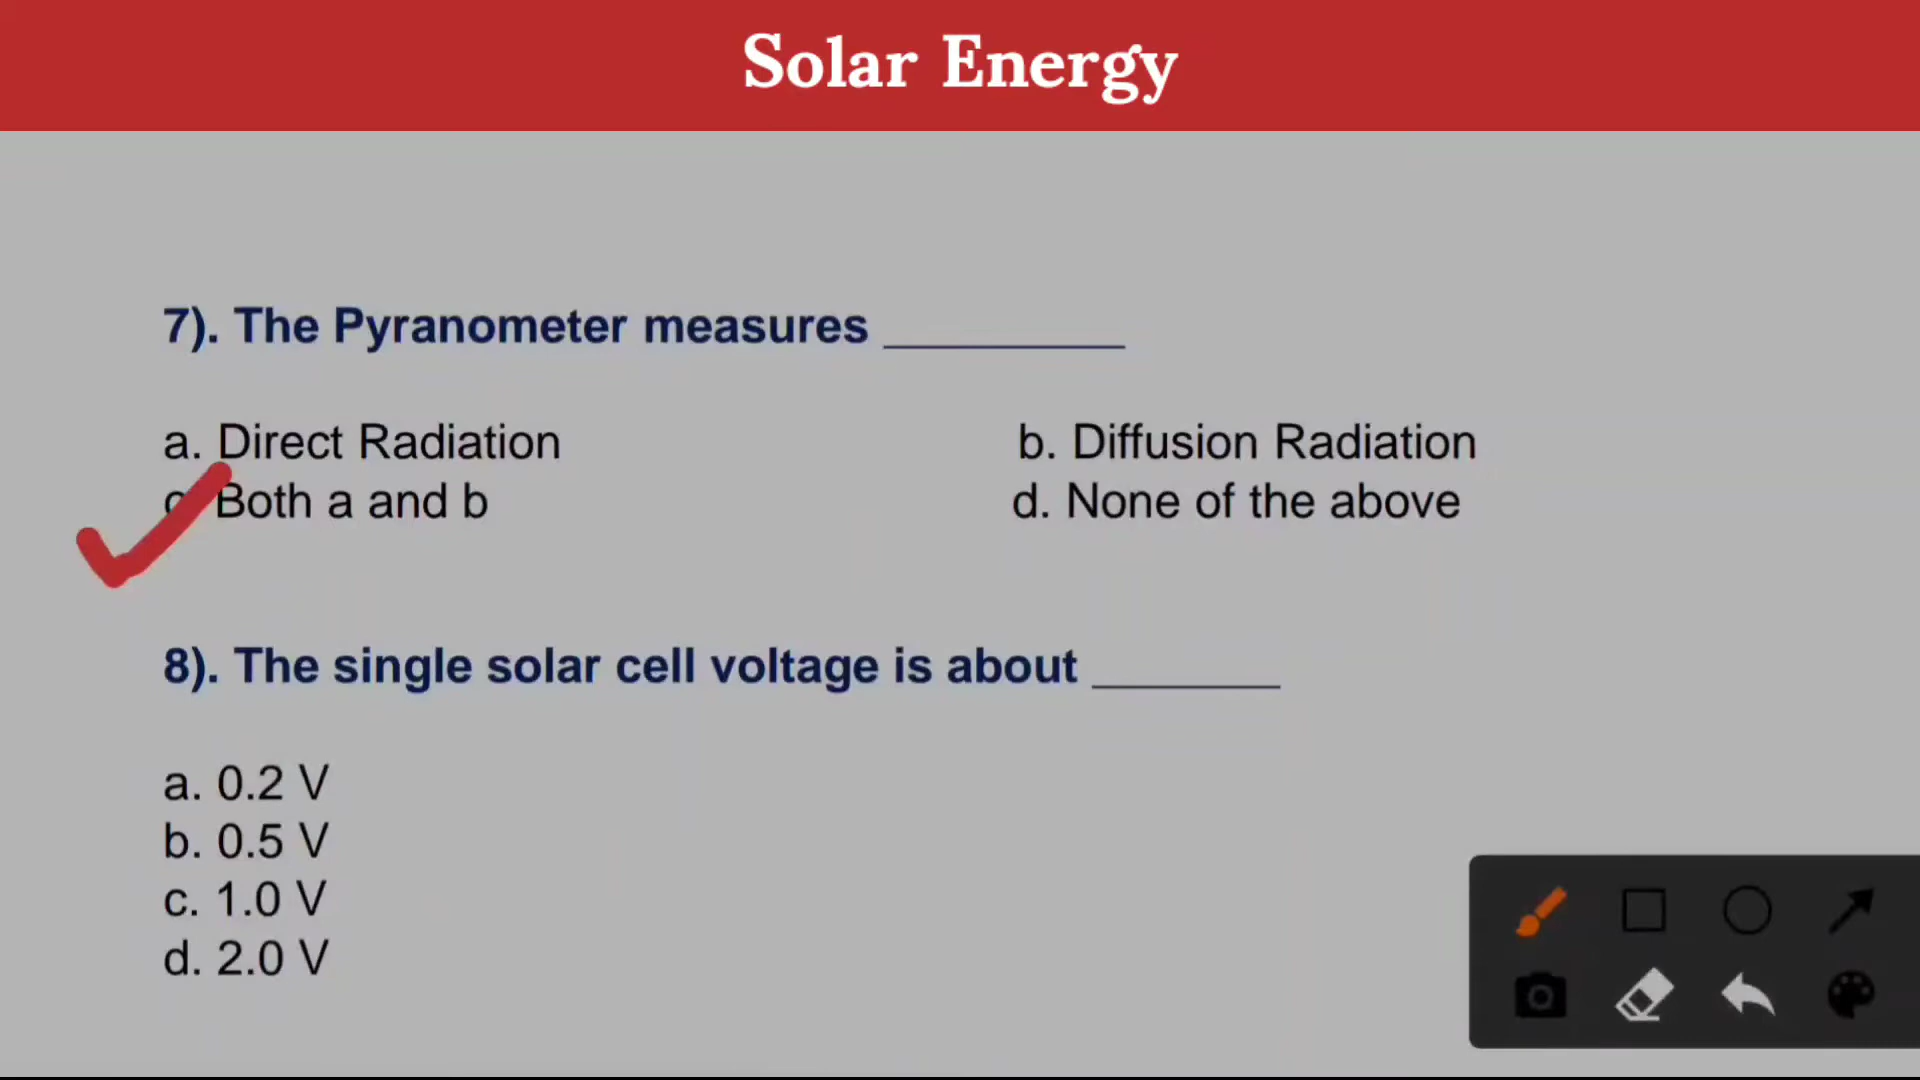 Solar Energy
7). The Pyranometer measures __________
a. Direct Radiation b. Diffusion Radiation
c. Both a and b d. None of the above
8). The single solar cell voltage is about ________
a. 0.2 V
b. 0.5 V
c. 1.0 V
d. 2.0 V